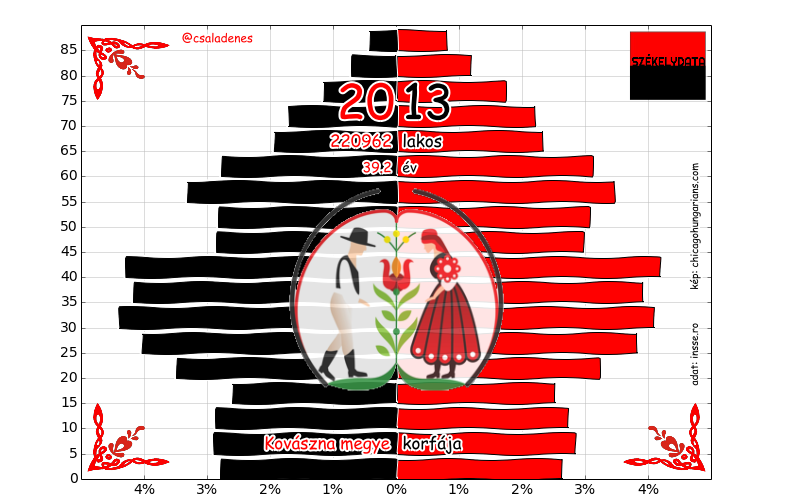 @csaladenes
SZÉKELYDATA
2013
220962 lakos
39.2 év
kép: chicagohungarians.com
adat: insse.ro
Kovászna megye korfája
85
80
75
70
65
60
55
50
45
40
35
30
25
20
15
10
5
0
4% 3% 2% 1% 0% 1% 2% 3% 4%